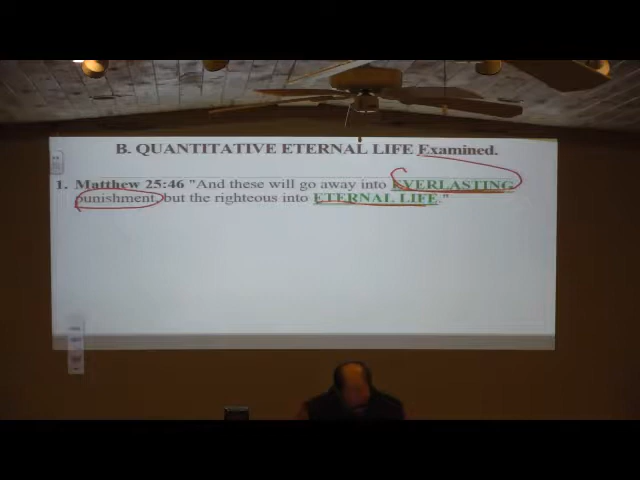 B. QUANTITATIVE ETERNAL LIFE Examined.
1. Matthew 25:46 "And these will go away into EVERLASTING
punishment, but the righteous into ETERNAL LIFE."